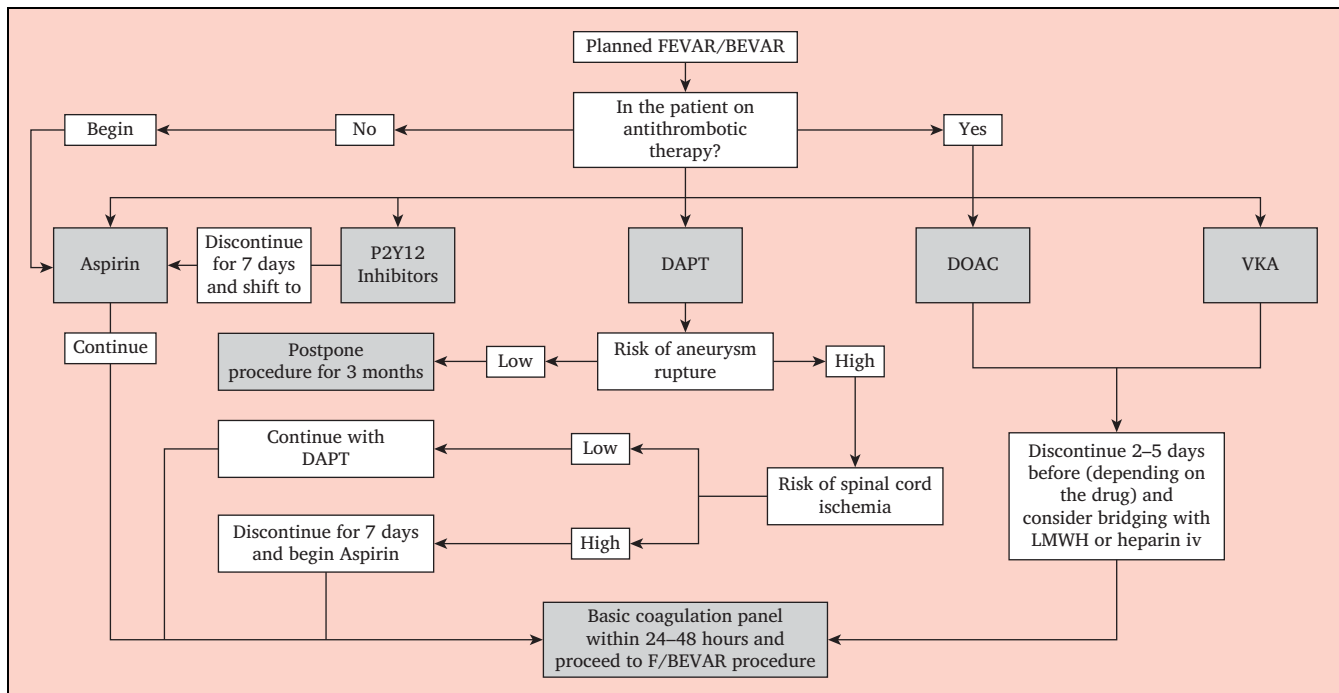 Planned FEVAR/BEVAR
In the patient on
antithrombotic
therapy?
Begin
No
Yes
Aspirin
Discontinue
for 7 days
and shift to
P2Y12
Inhibitors
DAPT
DOAC
VKA
Continue
Postpone
procedure for 3 months
Low
Risk of aneurysm
rupture
High
Continue with
DAPT
Low
Risk of spinal cord
ischemia
Discontinue 2–5 days
before (depending on
the drug) and
consider bridging with
LMWH or heparin iv
Discontinue for 7 days
and begin Aspirin
High
Basic coagulation panel
within 24–48 hours and
proceed to F/BEVAR procedure